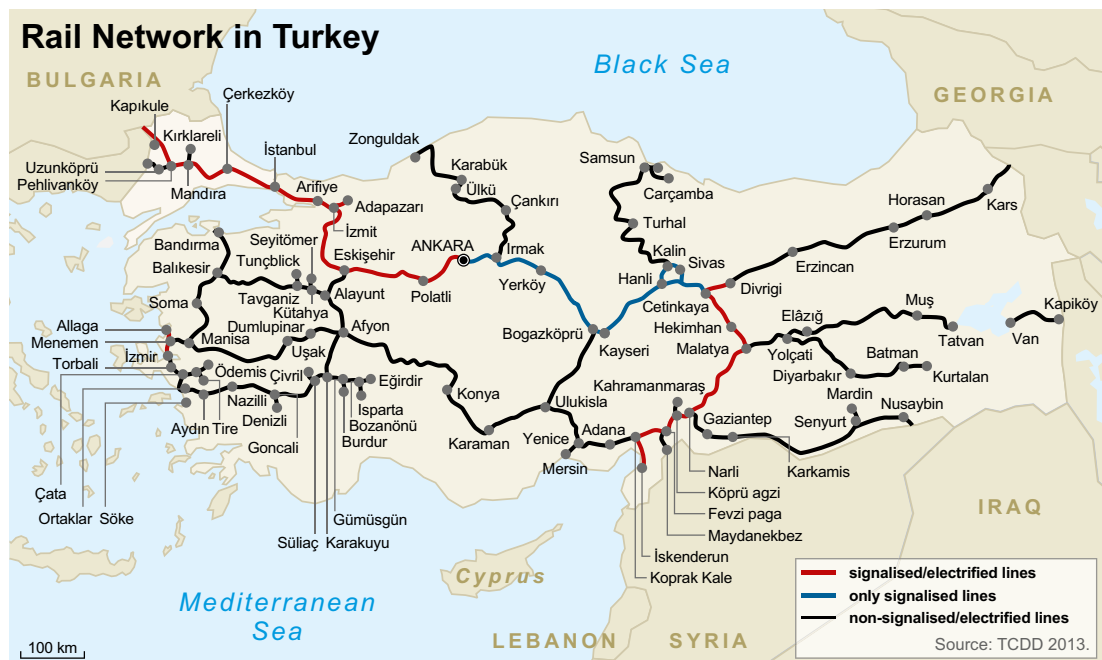 Rail Network in Turkey
Black Sea
BULGARIA
GEORGIA
Kapıkule
Çerkezköy
Kırklareli
Zonguldak
İstanbul
Samsun
Uzunköprü
Pehlivanköy
Mandıra
Karabük
Ülkü
Çarçamba
Arifiye
Adapazarı
Çankırı
Horasan
Kars
İzmit
Turhal
Bandırma
Seyitömer
Tunçblick
Eskişehir
ANKARA
Irmak
Kalin
Sivas
Erzurum
Balıkesir
Erzincan
Hanli
Yerköy
Polatli
Divrigi
Tavganiz
Kütahya
Alayunt
Soma
Cetinkaya
Muş
Kapiköy
Elâzığ
Allaga
Menemen
Dumlupinar
Afyon
Bogazköprü
Hekimhan
Manisa
Kayseri
Tatvan
Van
İzmir
Uşak
Malatya
Yolçati
Batman
Torbali
Ödemis
Çivril
Eğirdir
Diyarbakır
Kurtalan
Kahramanmaraş
Konya
Mardin
Nazilli
Isparta
Ulukisla
Nusaybin
Bozanönü
Gaziantep
Senyurt
Aydın
Tire
Denizli
Burdur
Karaman
Yenice
Adana
Goncali
Mersin
Narli
Karkamis
Çata
Köprü agzi
Ortaklar
Söke
Gümüsgün
Fevzi paga
IRAQ
Süliaç
Karakuyu
Maydanekbez
İskenderun
Koprak Kale
Cyprus
Mediterranean
Sea
LEBANON
SYRIA
signalised/electrified lines
only signalised lines
non-signalised/electrified lines
Source: TCDD 2013.
100 km